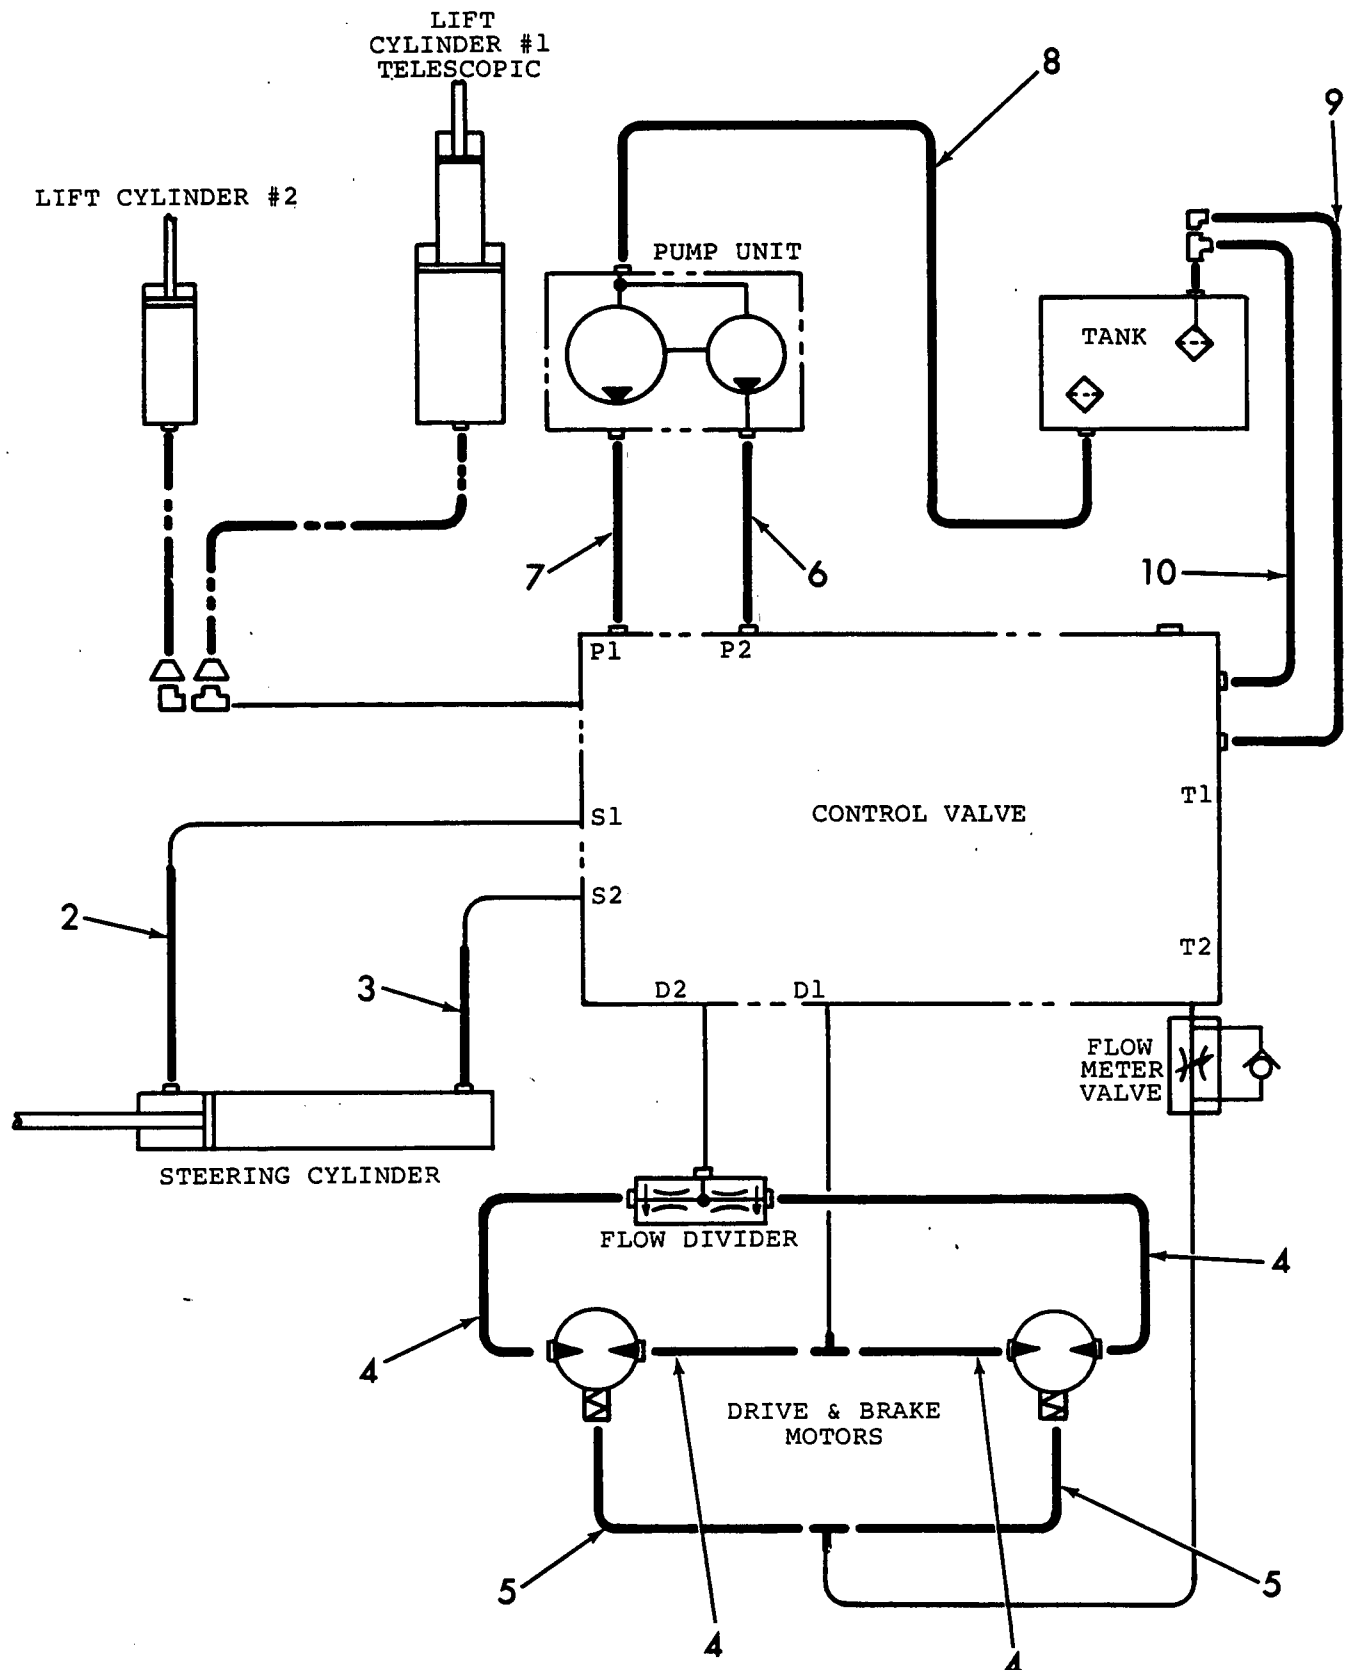 LIFT
CYLINDER #1
TELESCOPIC
8
9
LIFT CYLINDER #2
PUMP UNIT
TANK
7
6
10
P1
P2
T1
S1
CONTROL VALVE
S2
2
T2
3
D2
D1
FLOW
METER
VALVE
STEERING CYLINDER
FLOW DIVIDER
4
4
DRIVE & BRAKE
MOTORS
5
5
4
4